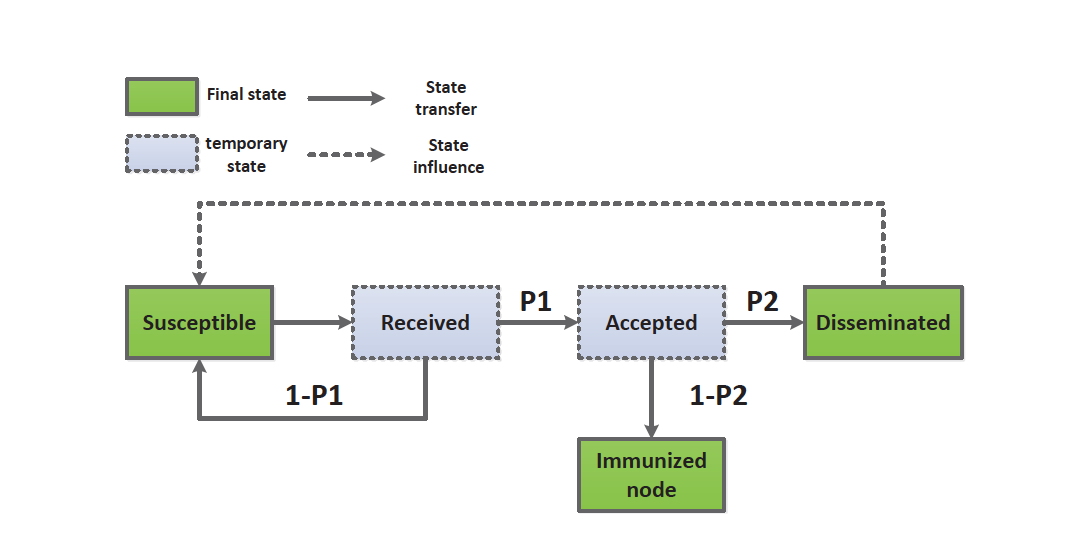 Final state
State
transfer
temporary
state
State
influence
Susceptible
Received
P1
Accepted
P2
Disseminated
1-P1
1-P2
Immunized
node